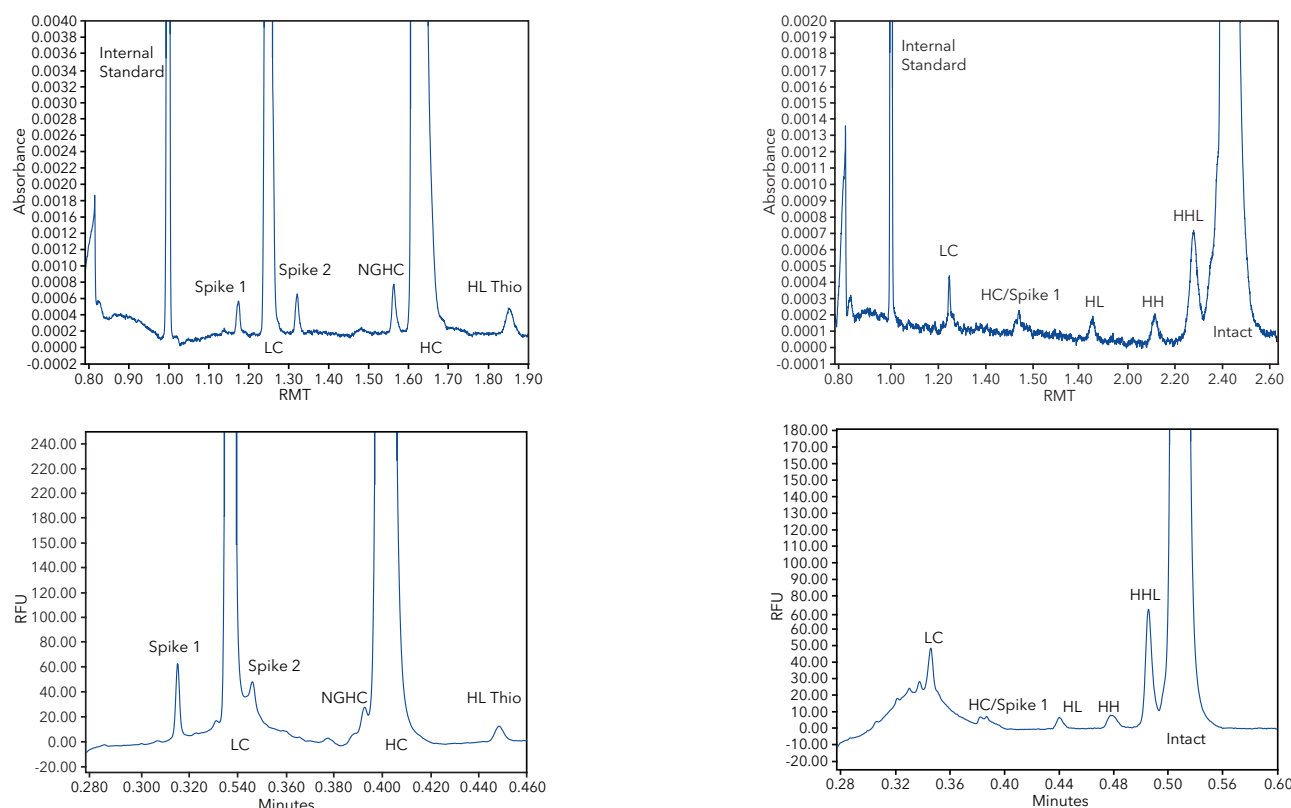 0.0040
0.0038
0.0036
0.0034
0.0032
0.0030
0.0028
0.0026
0.0024
0.0022
0.0020
0.0018
0.0016
0.0014
0.0012
0.0010
0.0008
0.0006
0.0004
0.0002
0.0000
-0.0002
Absorbance
Internal
Standard
Spike 1
Spike 2
NGHC
HL Thio
LC
HC
0.80 0.90 1.00 1.10 1.20 1.30 1.40 1.50 1.60 1.70 1.80 1.90
RMT
0.0020
0.0018
0.0019
0.0017
0.0016
0.0015
0.0014
0.0013
0.0012
0.0011
0.0010
0.0009
0.0008
0.0007
0.0006
0.0005
0.0004
0.0003
0.0002
0.0001
0.0000
-0.0001
Absorbance
Internal
Standard
LC
HC/Spike 1
HL
HH
HHL
Intact
0.80 1.00 1.20 1.40 1.40 2.00 2.20 2.40 2.60
RMT
240.00
220.00
220.00
180.00
150.00
120.00
100.00
80.00
60.00
40.00
20.00
0.00
-20.00
RFU
Spike 1
Spike 2
NGHC
HL Thio
LC
HC
0.280 0.300 0.320 0.540 0.360 0.380 0.400 0.420 0.440 0.460
Minutes
180.00
170.00
150.00
150.00
140.00
130.00
120.00
110.00
100.00
90.00
80.00
70.00
60.00
50.00
40.00
30.00
20.00
10.00
0.00
-10.00
-20.00
RFU
LC
HC/Spike 1
HL
HH
HHL
Intact
0.28 0.32 0.36 0.40 0.44 0.48 0.50 0.60
Minutes